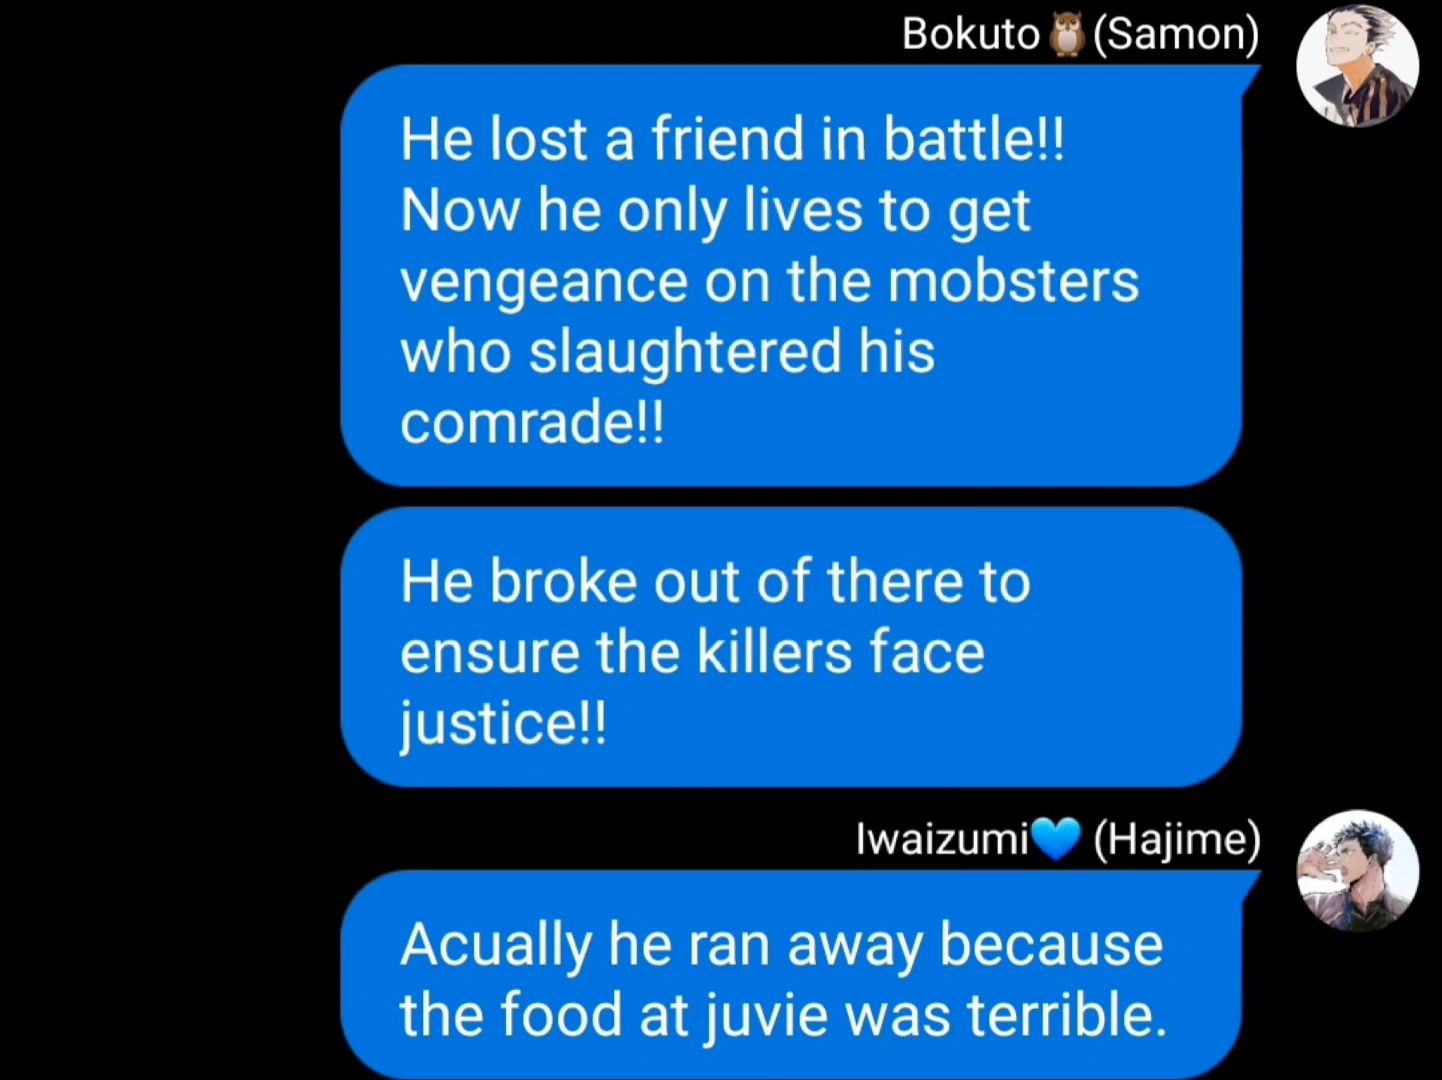 Bokuto🦉(Samon)
He lost a friend in battle!!
Now he only lives to get
vengeance on the mobsters
who slaughtered his
comrade!!
He broke out of there to
ensure the killers face
justice!!
Iwaizumi💙 (Hajime)
Acually he ran away because
the food at juvie was terrible.